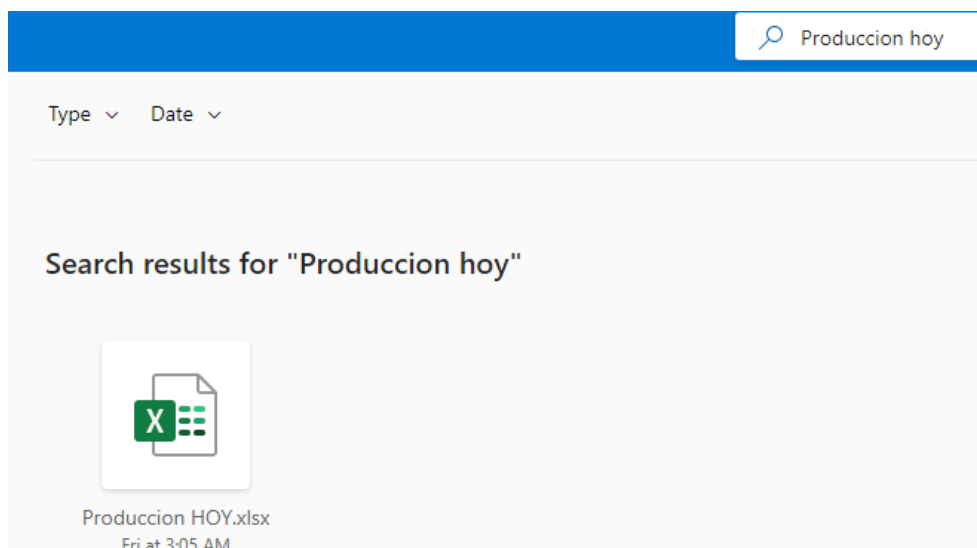 Produccion hoy
Type Date
Search results for "Produccion hoy"
X
Produccion HOY.xlsx
Fri at 3:05 AM